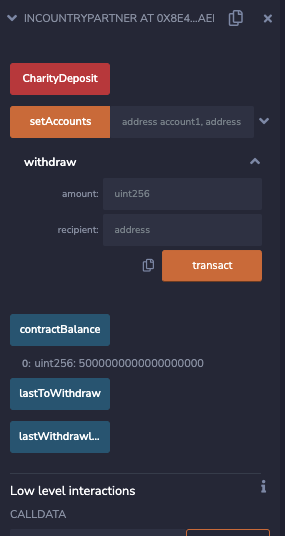 INCOUNTRYPARTNER AT 0X8E4...AEI
CharityDeposit
setAccounts address account1, address
withdraw
amount: uint256
recipient: address
transact
contractBalance
0: uint256: 5000000000000000000
lastToWithdraw
lastWithdrawl...
Low level interactions
CALLDATA